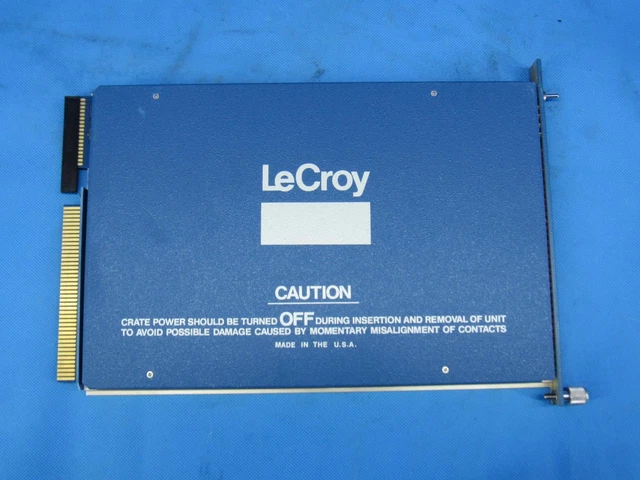 LeCroy
CAUTION
CRATE POWER SHOULD BE TURNED OFF DURING INSERTION AND REMOVAL OF UNIT
TO AVOID POSSIBLE DAMAGE CAUSED BY MOMENTARY MISALIGNMENT OF CONTACTS
MADE IN THE U.S.A.